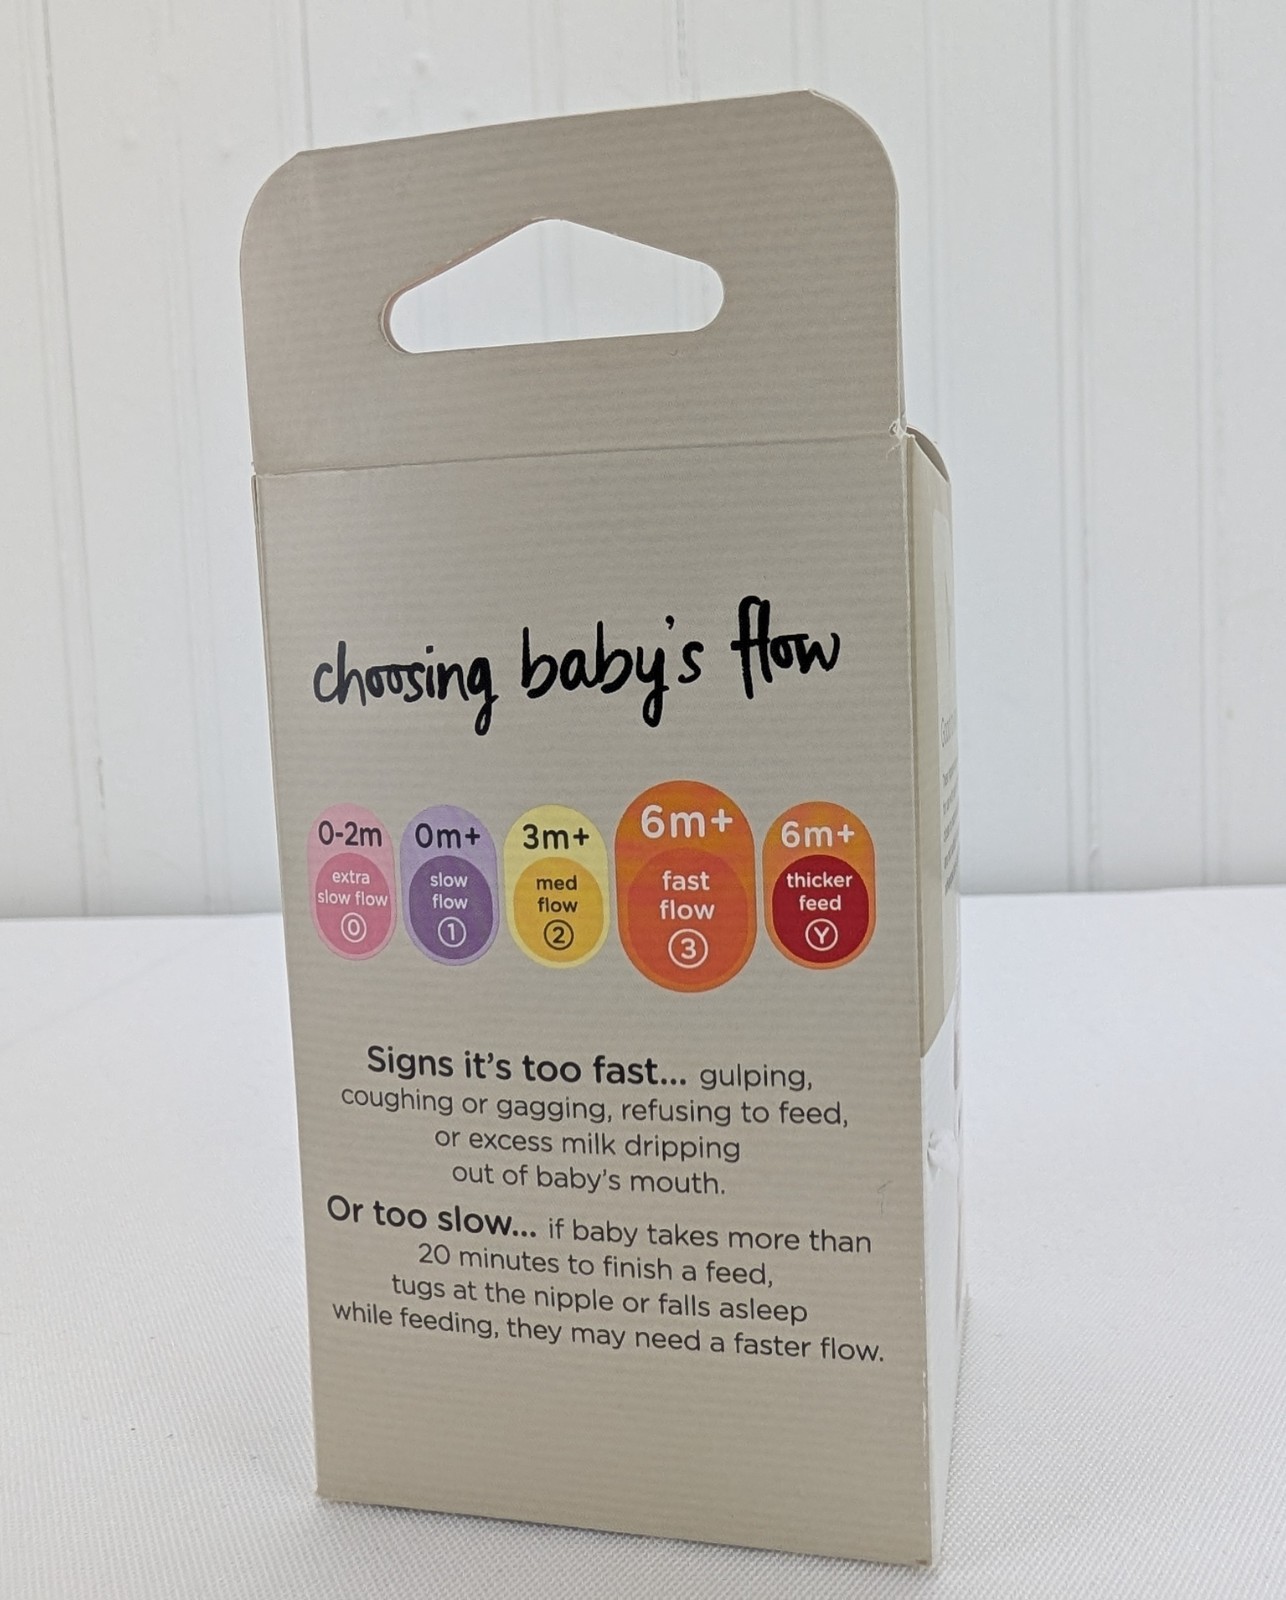 choosing baby's flow
0-2m
extra
slow flow
0
0m+
slow
flow
1
3m+
med
flow
2
6m+
fast
flow
3
6m+
thicker
feed
Y
Signs it's too fast... gulping,
coughing or gagging, refusing to feed,
or excess milk dripping
out of baby's mouth.
Or too slow... if baby takes more than
20 minutes to finish a feed,
tugs at the nipple or falls asleep
while feeding, they may need a faster flow.